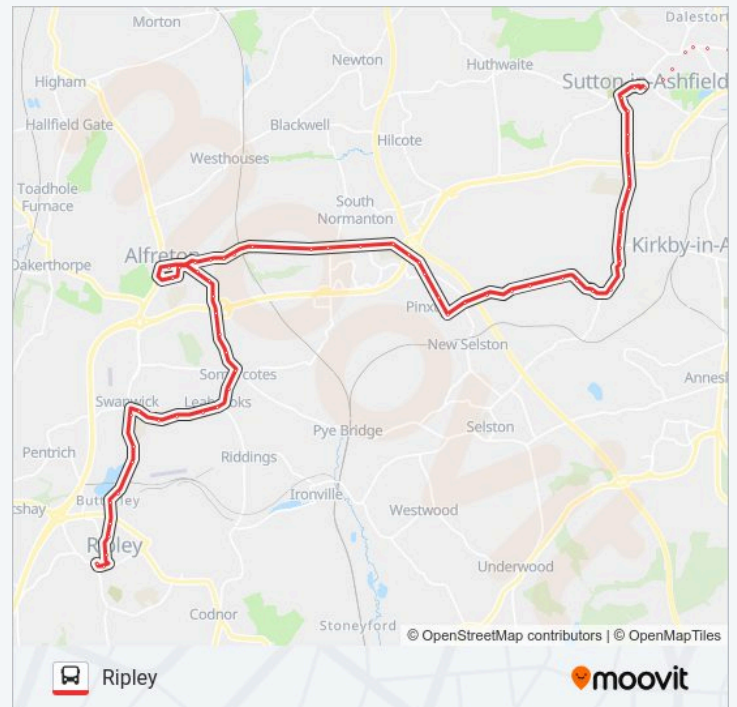 Morton
Dalestor
Newton
Huthwaite
Higham
Sutton-in-Ashfield
Hallfield Gate
Blackwell
Hilcote
Westhouses
Toadhole
Furnace
South
Normanton
Alfreton
Kirkby-in-A
Oakerthorpe
Pinx
New Selston
Somercotes
Annesl
Swanwick
Leabrooks
Selston
Pye Bridge
Pentrich
Riddings
Ironville
Butterley
tshay
Westwood
Ripley
Underwood
Codnor
Stoneyford
© OpenStreetMap contributors | © OpenMapTiles
Ripley
moovit